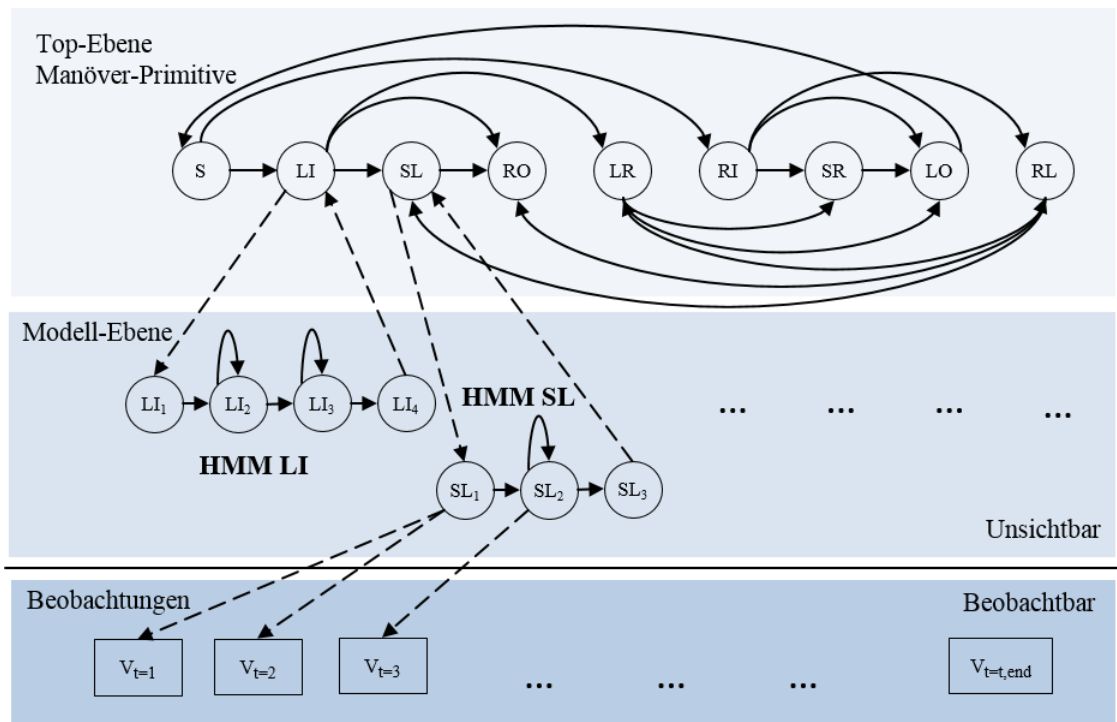 Top-Ebene
Manöver-Primitive
S LI SL RO LR RI SR LO RL
Modell-Ebene
LI₁ LI₂ LI₃ LI₄
HMM SL
... ... ... ...
HMM LI
SL₁ SL₂ SL₃
Unsichtbar
Beobachtungen
Beobachtbar
Vₜ₌₁ Vₜ₌₂ Vₜ₌₃ ... ... ... V_{t=t,end}